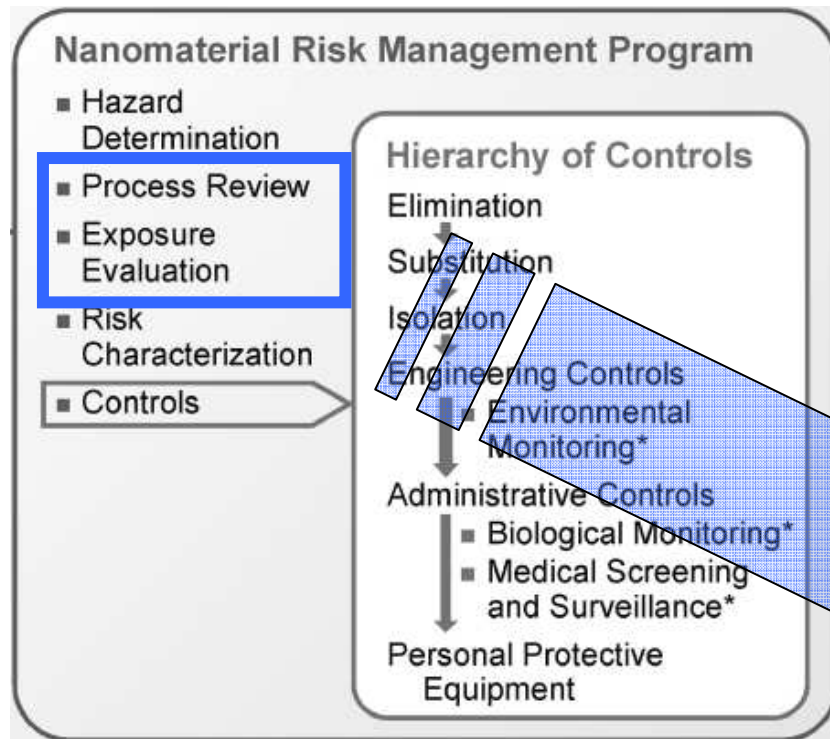 Nanomaterial Risk Management Program
■ Hazard
Determination
■ Process Review
■ Exposure
Evaluation
■ Risk
Characterization
■ Controls
Hierarchy of Controls
Elimination
Substitution
Isolation
Engineering Controls
■ Environmental
Monitoring*
Administrative Controls
■ Biological Monitoring*
■ Medical Screening
and Surveillance*
Personal Protective
Equipment